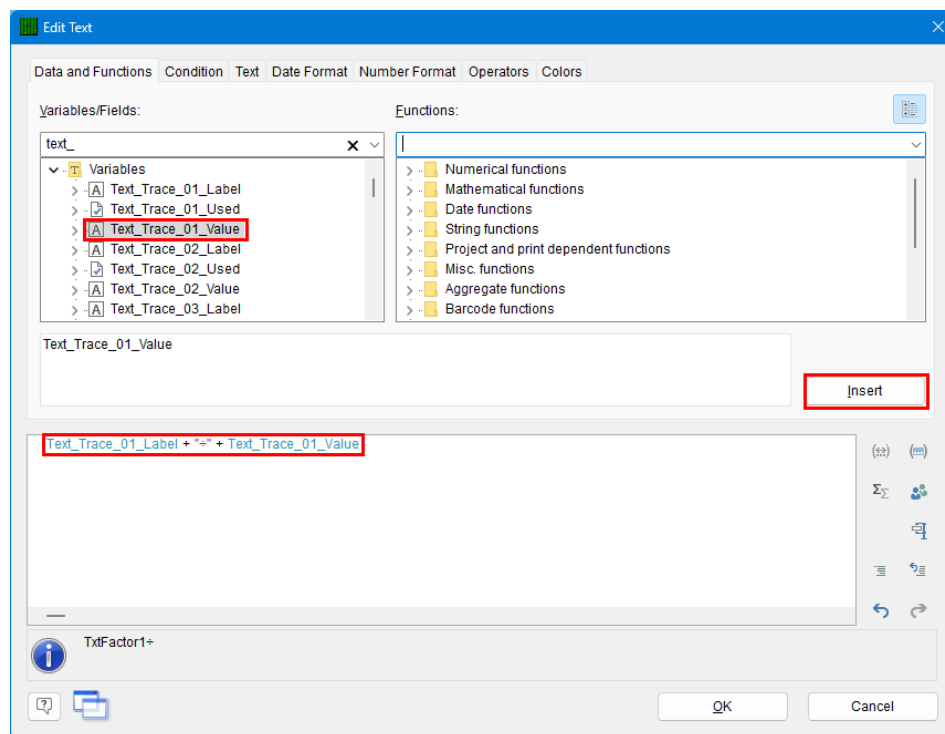 Edit Text
Data and Functions Condition Text Date Format Number Format Operators Colors
Variables/Fields:
Functions:
text_
Variables
Text_Trace_01_Label
Text_Trace_01_Used
Text_Trace_01_Value
Text_Trace_02_Label
Text_Trace_02_Used
Text_Trace_02_Value
Text_Trace_03_Label
Numerical functions
Mathematical functions
Date functions
String functions
Project and print dependent functions
Misc. functions
Aggregate functions
Barcode functions
Text_Trace_01_Value
Insert
Text_Trace_01_Label + "÷" + Text_Trace_01_Value
TxtFactor1÷
OK Cancel